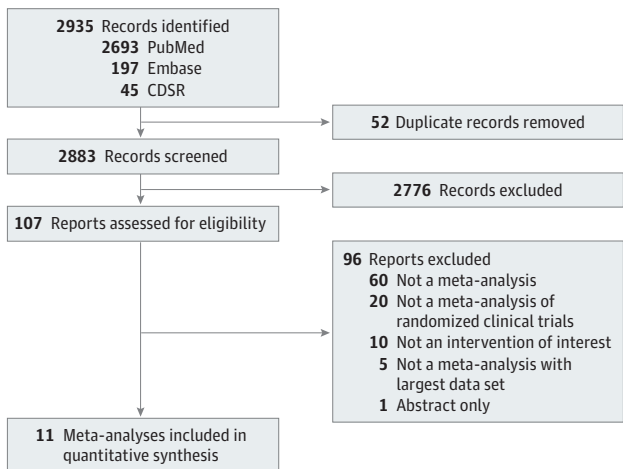 2935 Records identified
2693 PubMed
197 Embase
45 CDSR
52 Duplicate records removed
2883 Records screened
2776 Records excluded
107 Reports assessed for eligibility
96 Reports excluded
60 Not a meta-analysis
20 Not a meta-analysis of
randomized clinical trials
10 Not an intervention of interest
5 Not a meta-analysis with
largest data set
1 Abstract only
11 Meta-analyses included in
quantitative synthesis